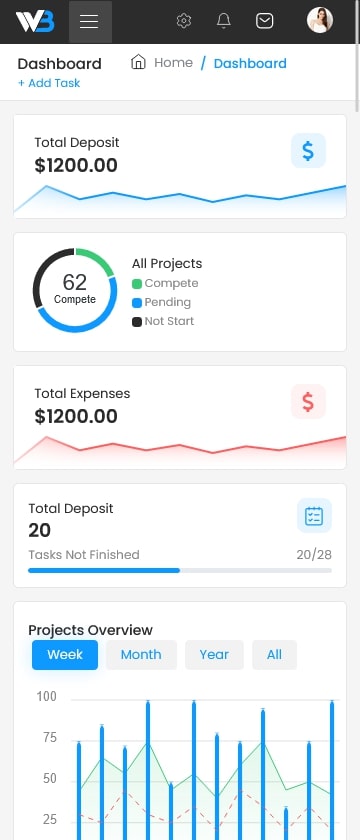 W3
Dashboard
Home / Dashboard
+ Add Task
Total Deposit
$1200.00
$
62
Compete
All Projects
Compete
Pending
Not Start
Total Expenses
$1200.00
$
Total Deposit
20
Tasks Not Finished 20/28
Projects Overview
Week Month Year All
100
75
50
25